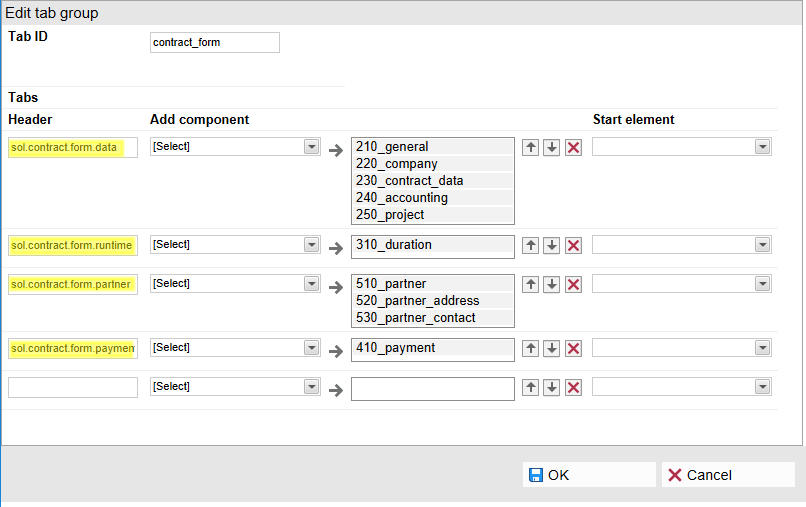 Edit tab group
Tab ID
contract_form
Tabs
Header Add component Start element
sol.contract.form.data [Select] 210_general
220_company
230_contract_data
240_accounting
250_project
sol.contract.form.runtime [Select] 310_duration
sol.contract.form.partner [Select] 510_partner
520_partner_address
530_partner_contact
sol.contract.form.paymen [Select] 410_payment
[Select]
OK Cancel